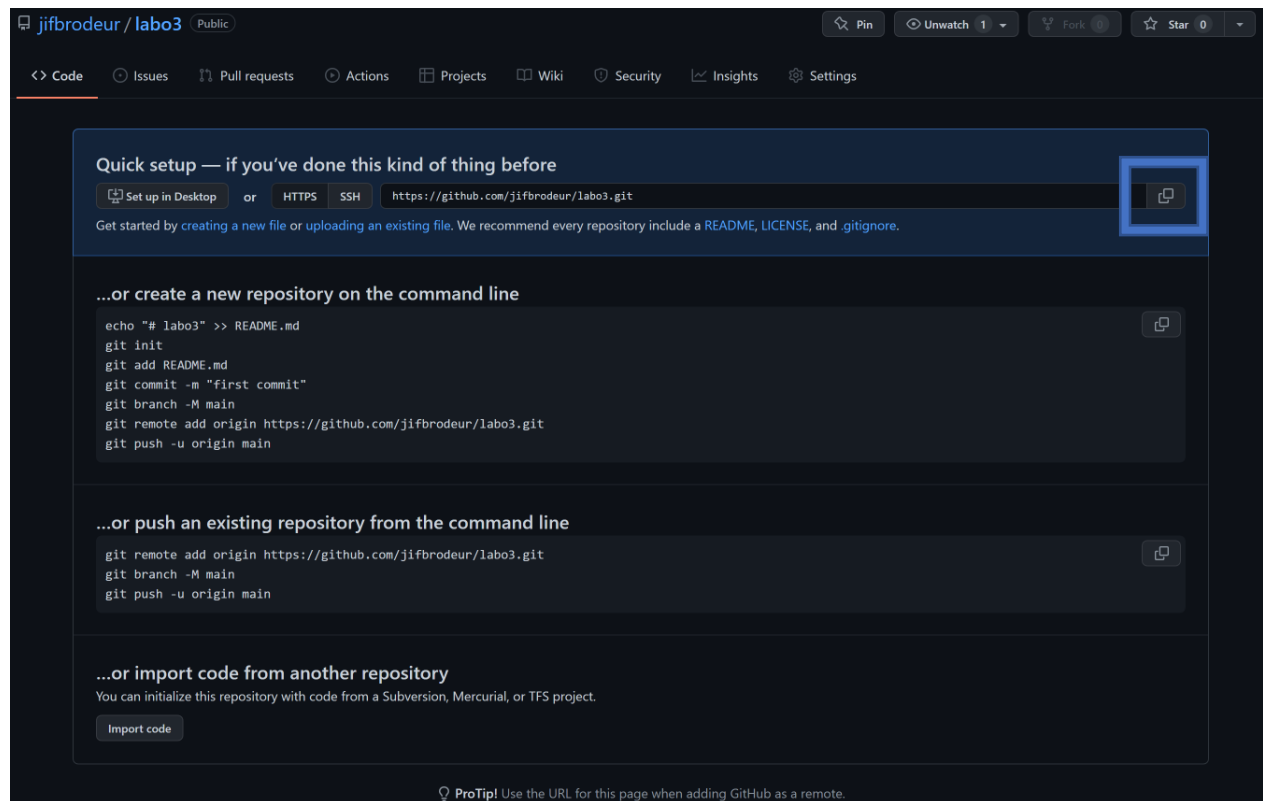 jifbrodeur / labo3 Public Pin Unwatch 1 Fork 0 Star 0
<> Code Issues Pull requests Actions Projects Wiki Security Insights Settings
Quick setup — if you've done this kind of thing before
Set up in Desktop or HTTPS SSH https://github.com/jifbrodeur/labo3.git
Get started by creating a new file or uploading an existing file. We recommend every repository include a README, LICENSE, and .gitignore.
...or create a new repository on the command line
echo "# labo3" >> README.md
git init
git add README.md
git commit -m "first commit"
git branch -M main
git remote add origin https://github.com/jifbrodeur/labo3.git
git push -u origin main
...or push an existing repository from the command line
git remote add origin https://github.com/jifbrodeur/labo3.git
git branch -M main
git push -u origin main
...or import code from another repository
You can initialize this repository with code from a Subversion, Mercurial, or TFS project.
Import code
ProTip! Use the URL for this page when adding GitHub as a remote.